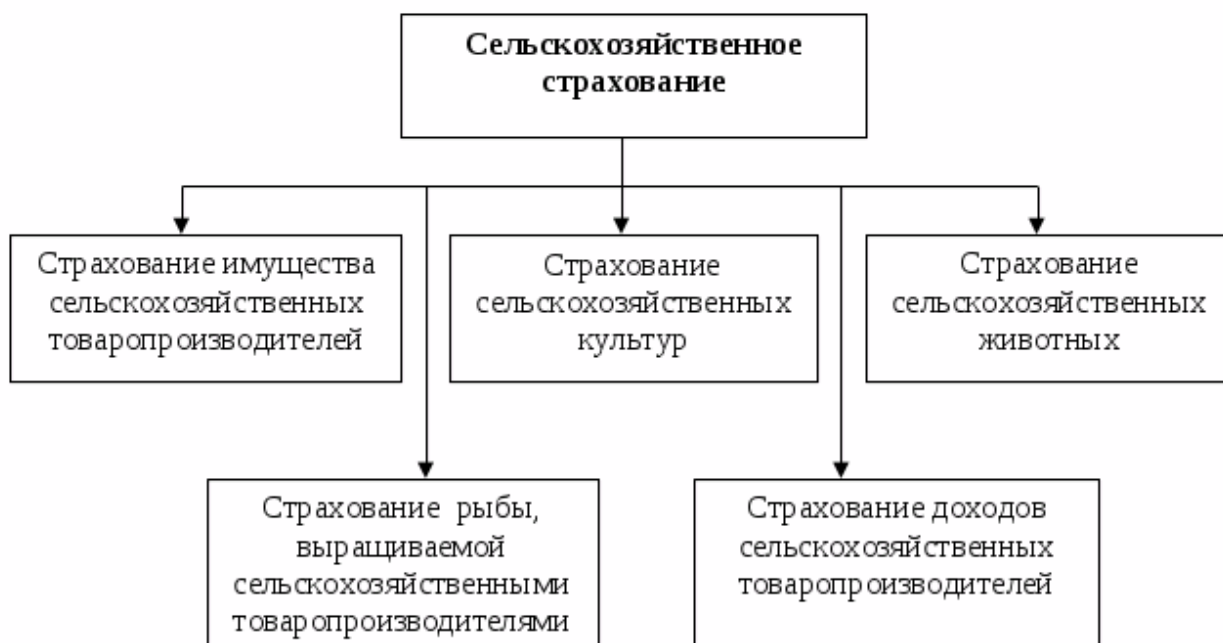 Сельскохозяйственное
страхование
Страхование имущества
сельскохозяйственных
товаропроизводителей
Страхование
сельскохозяйственных
культур
Страхование
сельскохозяйственных
животных
Страхование рыбы,
выращиваемой
сельскохозяйственными
товаропроизводителями
Страхование доходов
сельскохозяйственных
товаропроизводителей